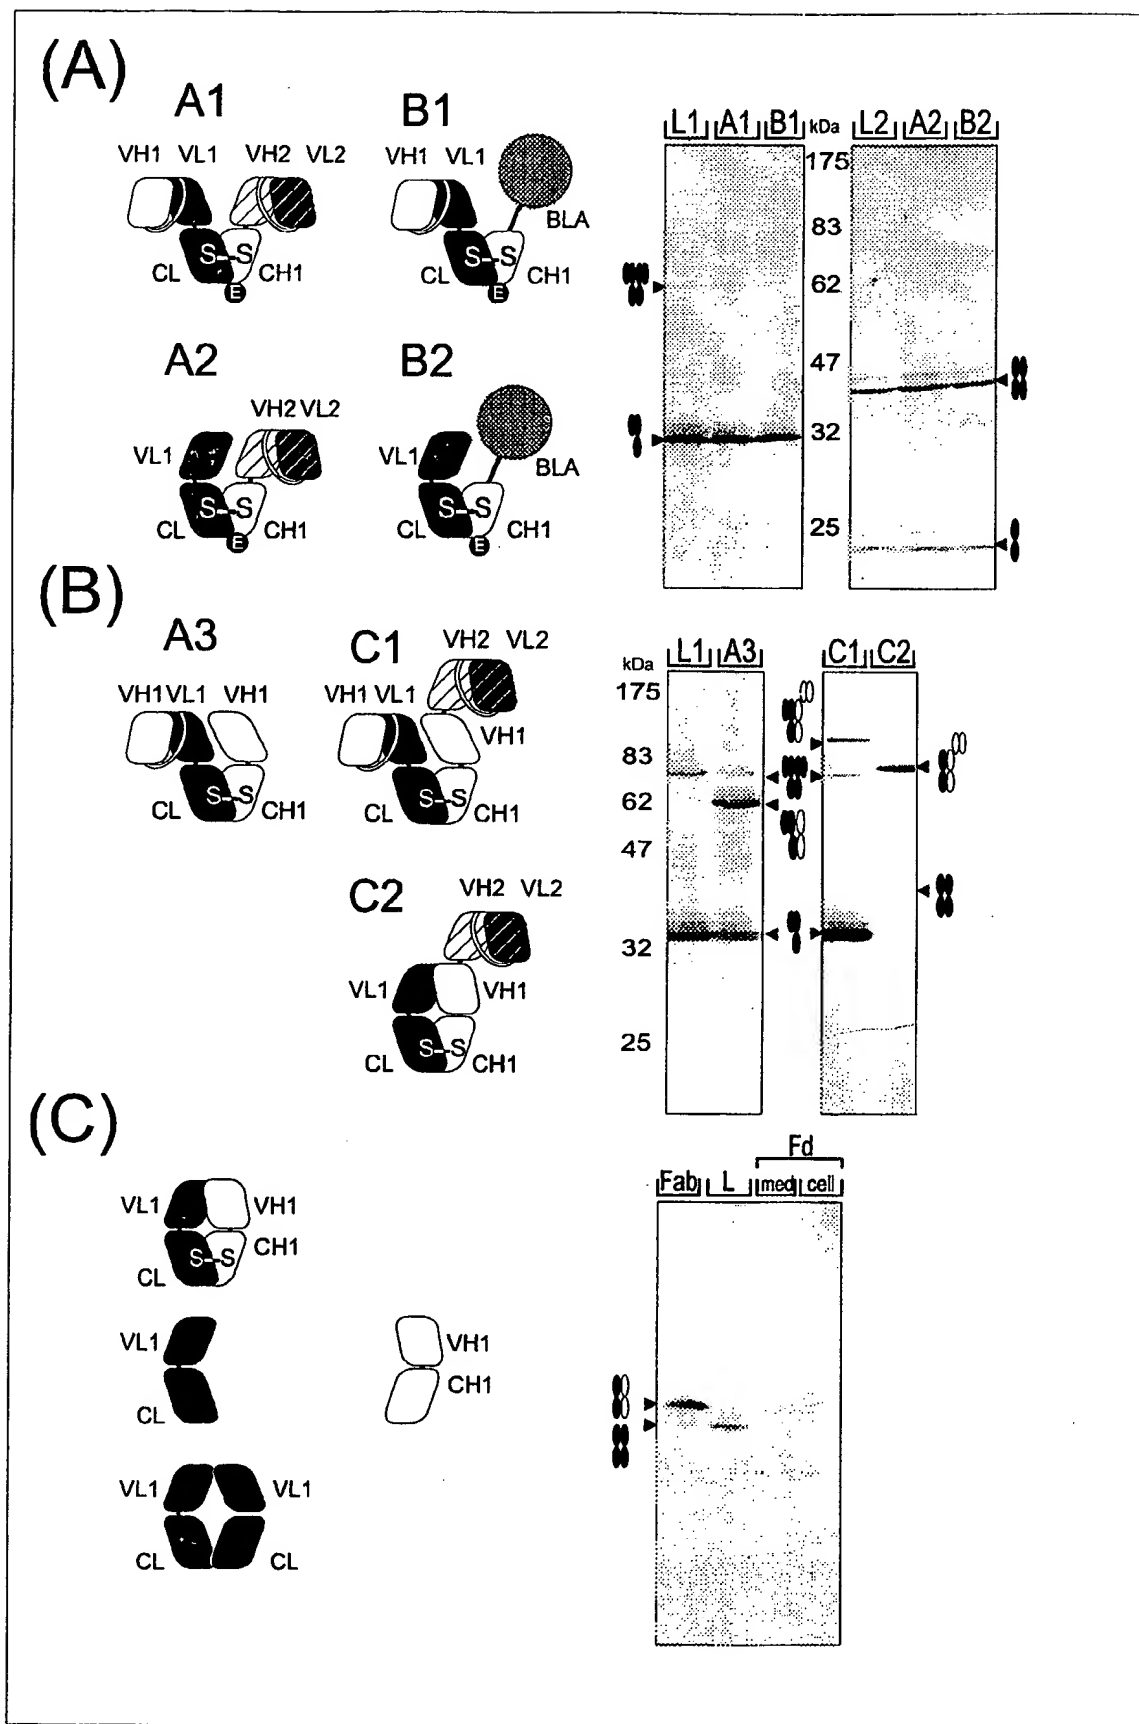 (A)
A1
B1
VH1 VL1 VH2 VL2
VH1 VL1
BLA
S-S
CL CH1
E
S-S
CL CH1
E
A2
B2
VH2 VL2
VL1
VL1
BLA
S-S
CL CH1
E
S-S
CL CH1
E
L1 A1 B1 kDa L2 A2 B2
175
83
62
47
32
25
(B)
A3
C1
VH2 VL2
VH1 VL1 VH1
VH1 VL1
VH1
S-S
CL CH1
S-S
CL CH1
C2
VH2 VL2
VL1 VH1
S-S
CL CH1
kDa L1 A3 C1 C2
175
83
62
47
32
25
(C)
VL1 VH1
S-S
CH1
CL
VL1
CL
VH1
CH1
VL1 VL1
CL CL
Fd
Fab L med cell